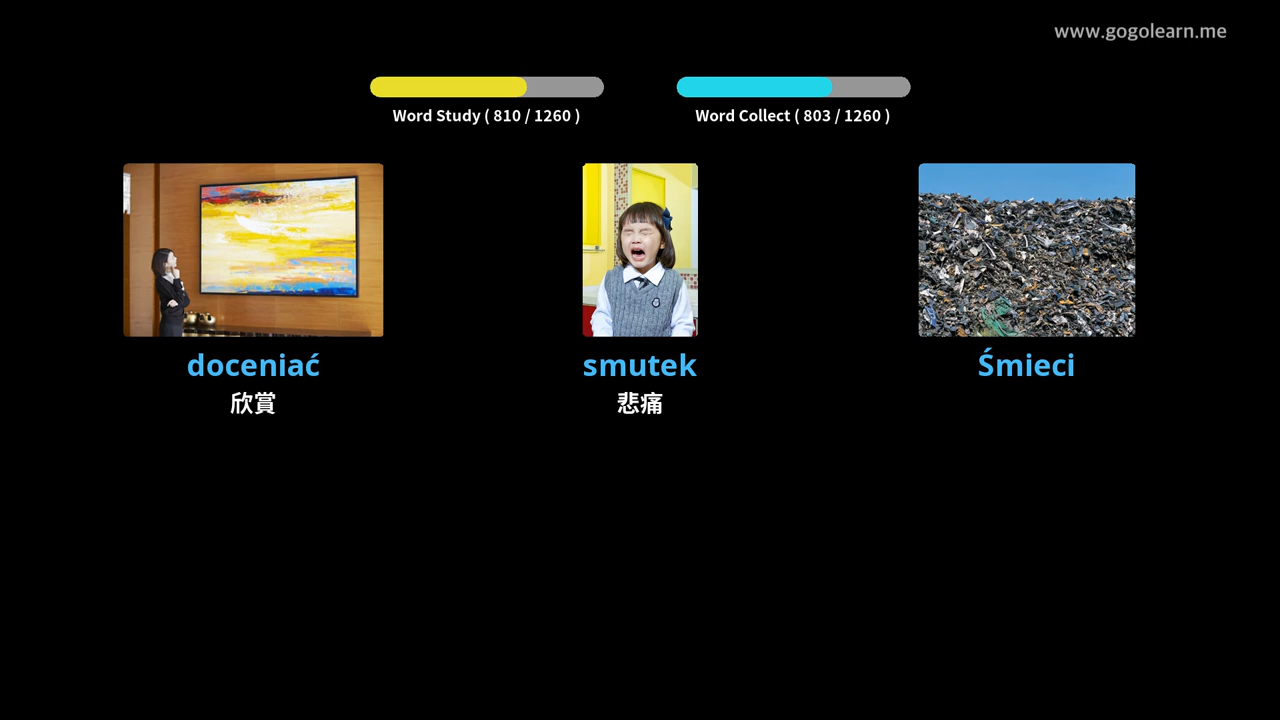 www.gogolearn.me
Word Study ( 810 / 1260 )
Word Collect ( 803 / 1260 )
doceniać
欣賞
smutek
悲痛
Śmieci